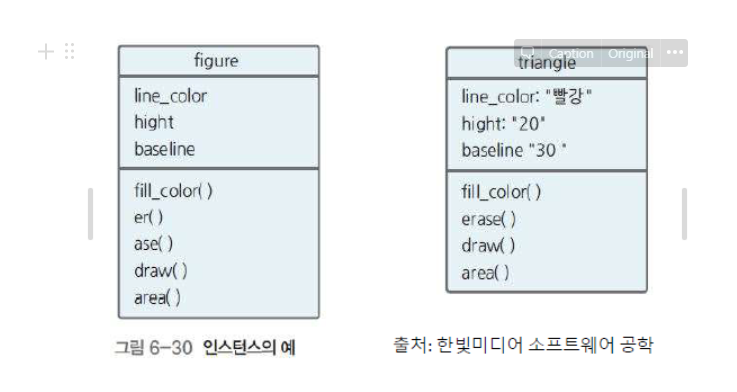 Caption Original
figure
line_color
hight
baseline
fill_color( )
er( )
ase( )
draw( )
area( )
triangle
line_color: "빨강"
hight: "20"
baseline "30 "
fill_color( )
erase( )
draw( )
area( )
그림 6-30 인스턴스의 예
출처: 한빛미디어 소프트웨어 공학